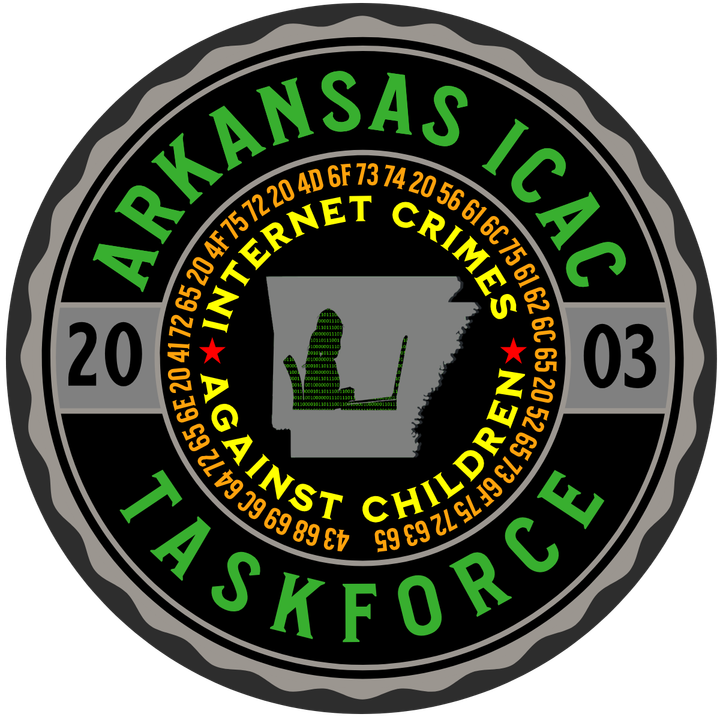 ARKANSAS ICAC
TASKFORCE
20 03
43 68 69 6C 64 72 65 6E 20 41 72 65 20 4F 75 72 20 4D 6F 73 74 20 56 61 6C 75 61 62 6C 65 20 52 65 73 6F 75 72 63 65
INTERNET CRIMES
AGAINST CHILDREN